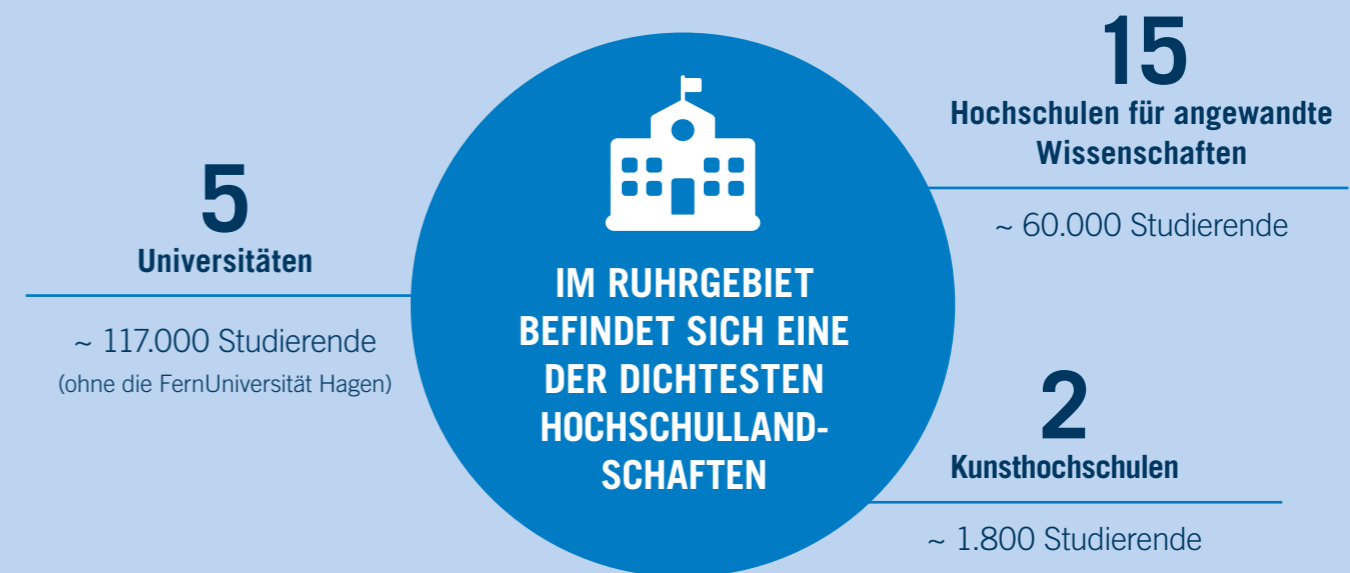 5
Universitäten
~ 117.000 Studierende
(ohne die FernUniversität Hagen)
IM RUHRGEBIET
BEFINDET SICH EINE
DER DICHTESTEN
HOCHSCHULLAND-
SCHAFTEN
15
Hochschulen für angewandte
Wissenschaften
~ 60.000 Studierende
2
Kunsthochschulen
~ 1.800 Studierende